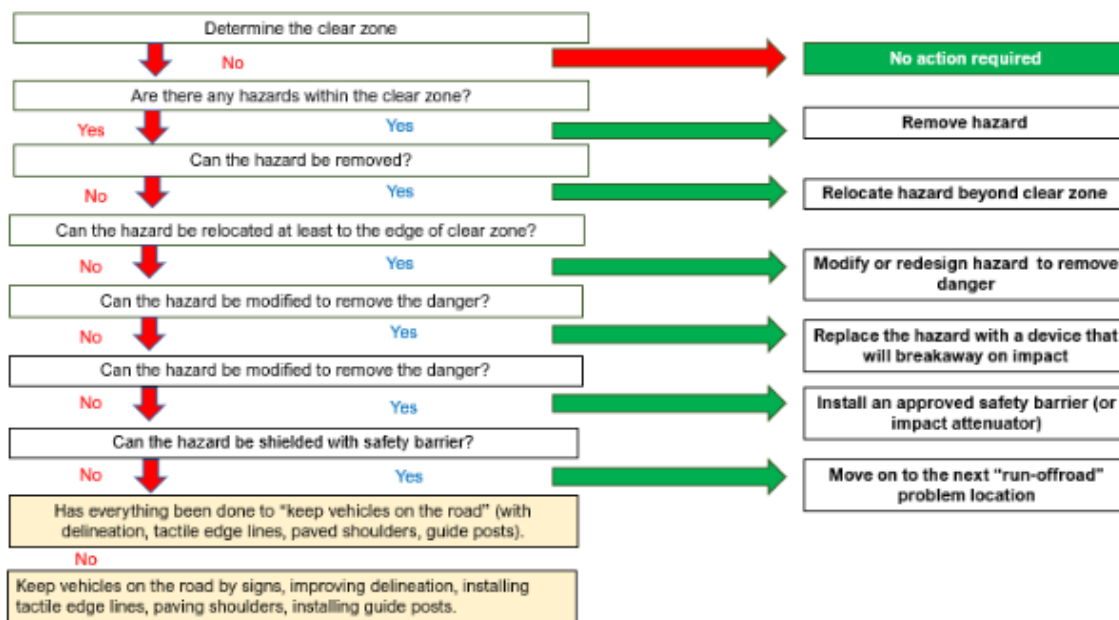 Determine the clear zone
No
No action required
Are there any hazards within the clear zone?
Yes
Yes
Remove hazard
Can the hazard be removed?
No
Yes
Relocate hazard beyond clear zone
Can the hazard be relocated at least to the edge of clear zone?
No
Yes
Modify or redesign hazard to remove
danger
Can the hazard be modified to remove the danger?
No
Yes
Replace the hazard with a device that
will breakaway on impact
Can the hazard be modified to remove the danger?
No
Yes
Install an approved safety barrier (or
impact attenuator)
Can the hazard be shielded with safety barrier?
No
Yes
Move on to the next "run-offroad"
problem location
Has everything been done to "keep vehicles on the road" (with
delineation, tactile edge lines, paved shoulders, guide posts).
No
Keep vehicles on the road by signs, improving delineation, installing
tactile edge lines, paving shoulders, installing guide posts.